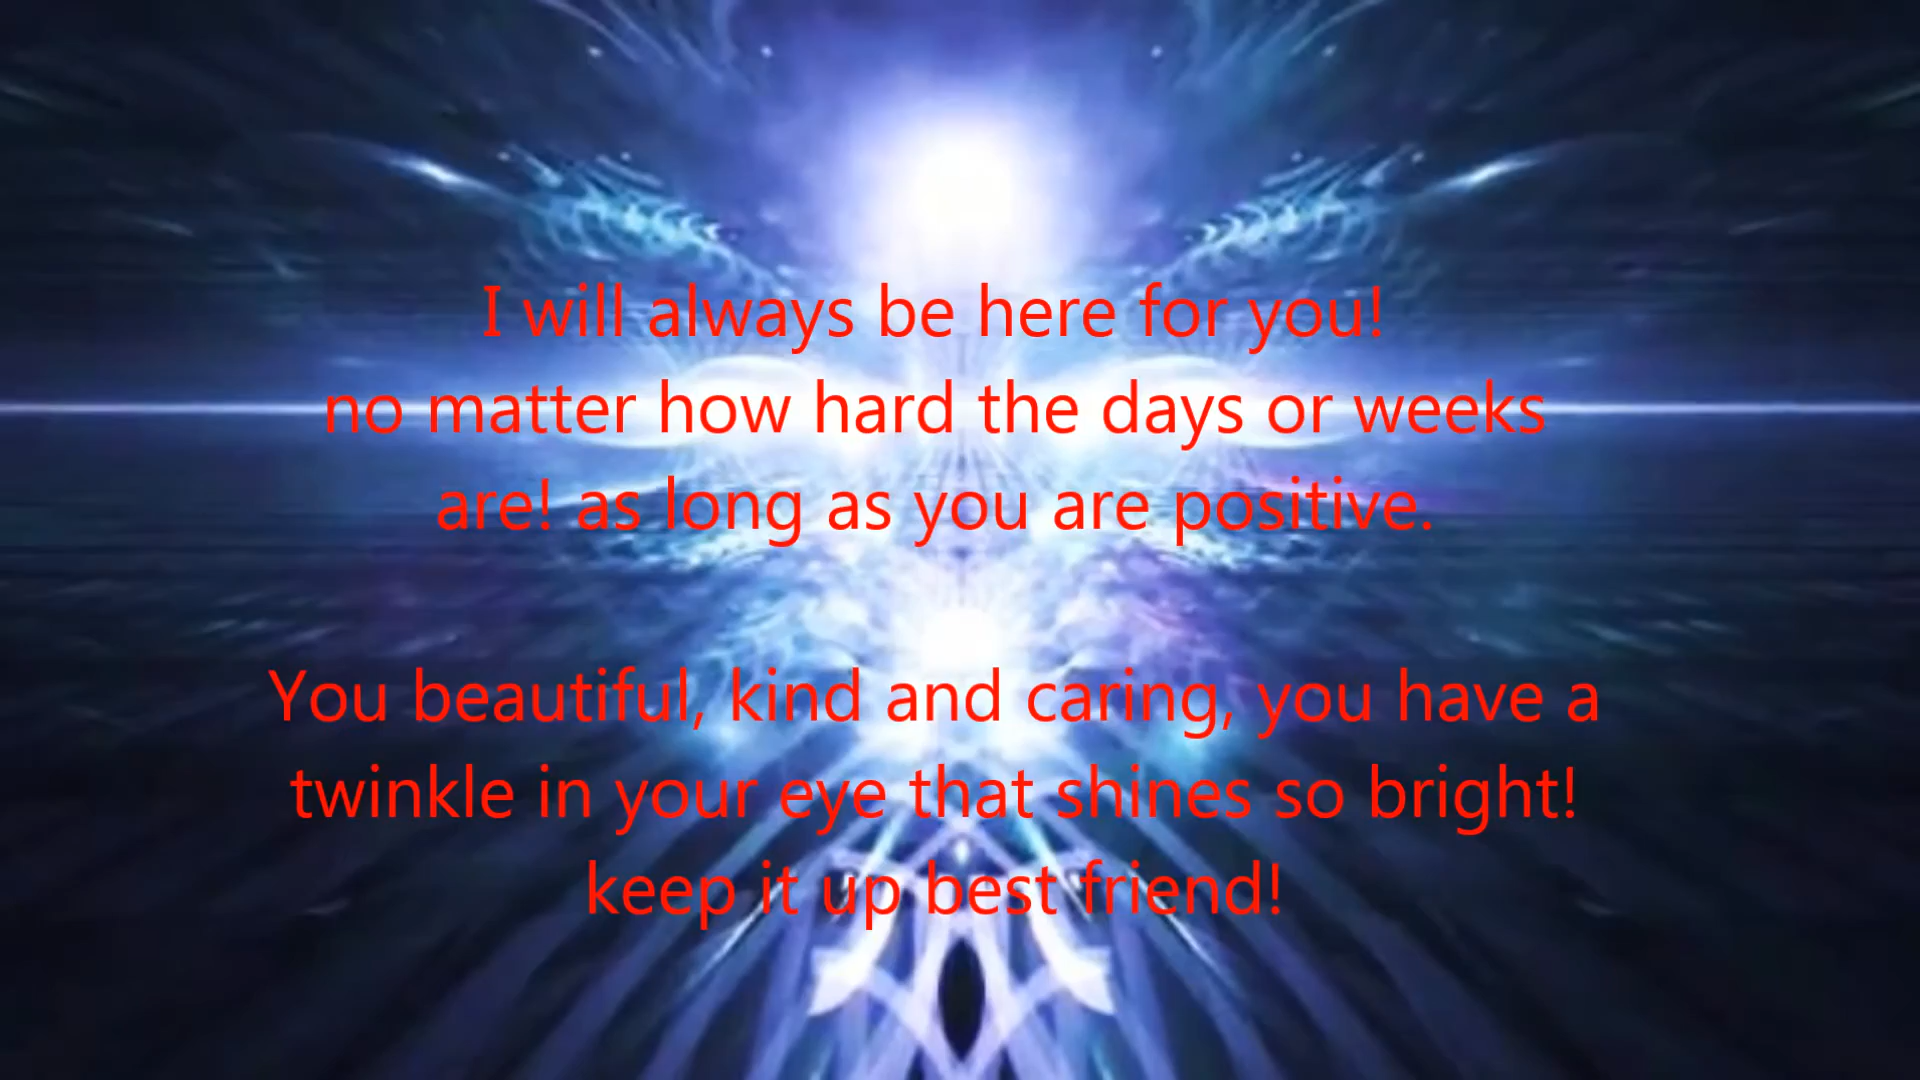 I will always be here for you!
no matter how hard the days or weeks
are! as long as you are positive.
You beautiful, kind and caring, you have a
twinkle in your eye that shines so bright!
keep it up best friend!